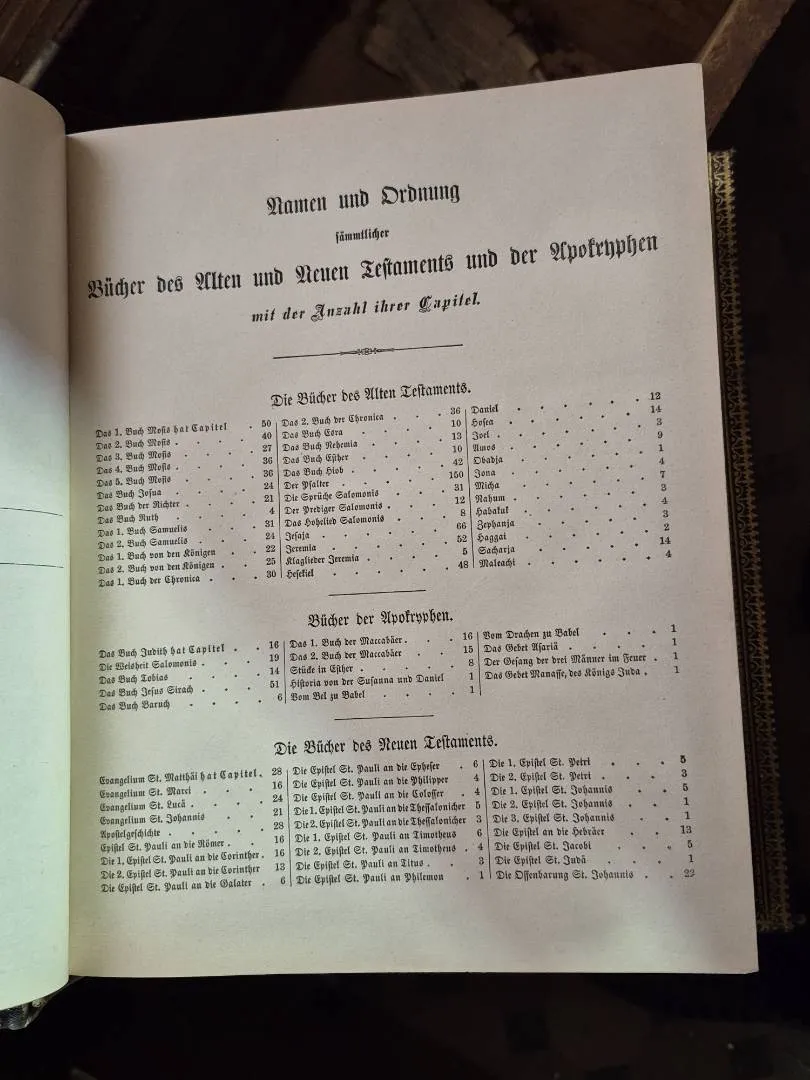 Namen und Ordnung
sämmtlicher
Bücher des Alten und Neuen Testaments und der Apokryphen
mit der Anzahl ihrer Capitel.
Die Bücher des Alten Testaments.
Das 1. Buch Mosis hat Capitel . 50
Das 2. Buch Mosis . . . . 40
Das 3. Buch Mosis . . . . 27
Das 4. Buch Mosis . . . . 36
Das 5. Buch Mosis . . . . 36
Das Buch Josua . . . . 24
Das Buch der Richter . . . . 21
Das Buch Ruth . . . . 4
Das 1. Buch Samuelis . . . . 31
Das 2. Buch Samuelis . . . . 24
Das 1. Buch von den Königen . . 22
Das 2. Buch von den Königen . . 25
Das 1. Buch der Chronica . . . 30
Das 2. Buch der Chronica . . . 36
Das Buch Esra . . . . 10
Das Buch Nehemia . . . . 13
Das Buch Esther . . . . 10
Das Buch Hiob . . . . 42
Der Psalter . . . . 150
Die Sprüche Salomonis . . . 31
Der Prediger Salomonis . . . 12
Das Hohelied Salomonis . . . 8
Jesaja . . . . . 66
Jeremia . . . . . 52
Klaglieder Jeremia . . . . 5
Hesekiel . . . . . 48
Daniel . . . . . 12
Hosea . . . . . 14
Joel . . . . . 3
Amos . . . . . 9
Obadja . . . . . 1
Jona . . . . . 4
Micha . . . . . 7
Nahum . . . . . 3
Habakuk . . . . . 4
Zephanja . . . . . 3
Haggai . . . . . 2
Sacharja . . . . . 14
Maleachi . . . . . 4
Bücher der Apokryphen.
Das Buch Judith hat Capitel . . 16
Die Weisheit Salomonis . . . 19
Das Buch Tobias . . . . 14
Das Buch Jesus Sirach . . . 51
Das Buch Baruch . . . . 6
Das 1. Buch der Maccabäer . . . 16
Das 2. Buch der Maccabäer . . . 15
Stücke in Esther . . . . 8
Historia von der Susanna und Daniel 1
Vom Bel zu Babel . . . . 1
Vom Drachen zu Babel . . . 1
Das Gebet Asariä . . . . 1
Der Gesang der drei Männer im Feuer . 1
Das Gebet Manasse, des Königs Juda . 1
Die Bücher des Neuen Testaments.
Evangelium St. Matthäi hat Capitel . 28
Evangelium St. Marci . . . 16
Evangelium St. Lucä . . . 24
Evangelium St. Johannis . . . 21
Apostelgeschichte . . . . . 28
Epistel St. Pauli an die Römer . . . 16
Die 1. Epistel St. Pauli an die Corinther . 16
Die 2. Epistel St. Pauli an die Corinther 13
Die Epistel St. Pauli an die Galater . 6
Die Epistel St. Pauli an die Epheser . 6
Die Epistel St. Pauli an die Philipper . 4
Die Epistel St. Pauli an die Colosser . 4
Die 1. Epistel St. Pauli an die Thessalonicher 5
Die 2. Epistel St. Pauli an die Thessalonicher 3
Die 1. Epistel St. Pauli an Timotheus . 6
Die 2. Epistel St. Pauli an Timotheus . 4
Die Epistel St. Pauli an Titus . . 3
Die Epistel St. Pauli an Philemon . 1
Die 1. Epistel St. Petri . . . 5
Die 2. Epistel St. Petri . . . 3
Die 1. Epistel St. Johannis . . . 5
Die 2. Epistel St. Johannis . . . 1
Die 3. Epistel St. Johannis . . . 1
Die Epistel an die Hebräer . . . 13
Die Epistel St. Jacobi . . . 5
Die Epistel St. Judä . . . 1
Die Offenbarung St. Johannis . . 22